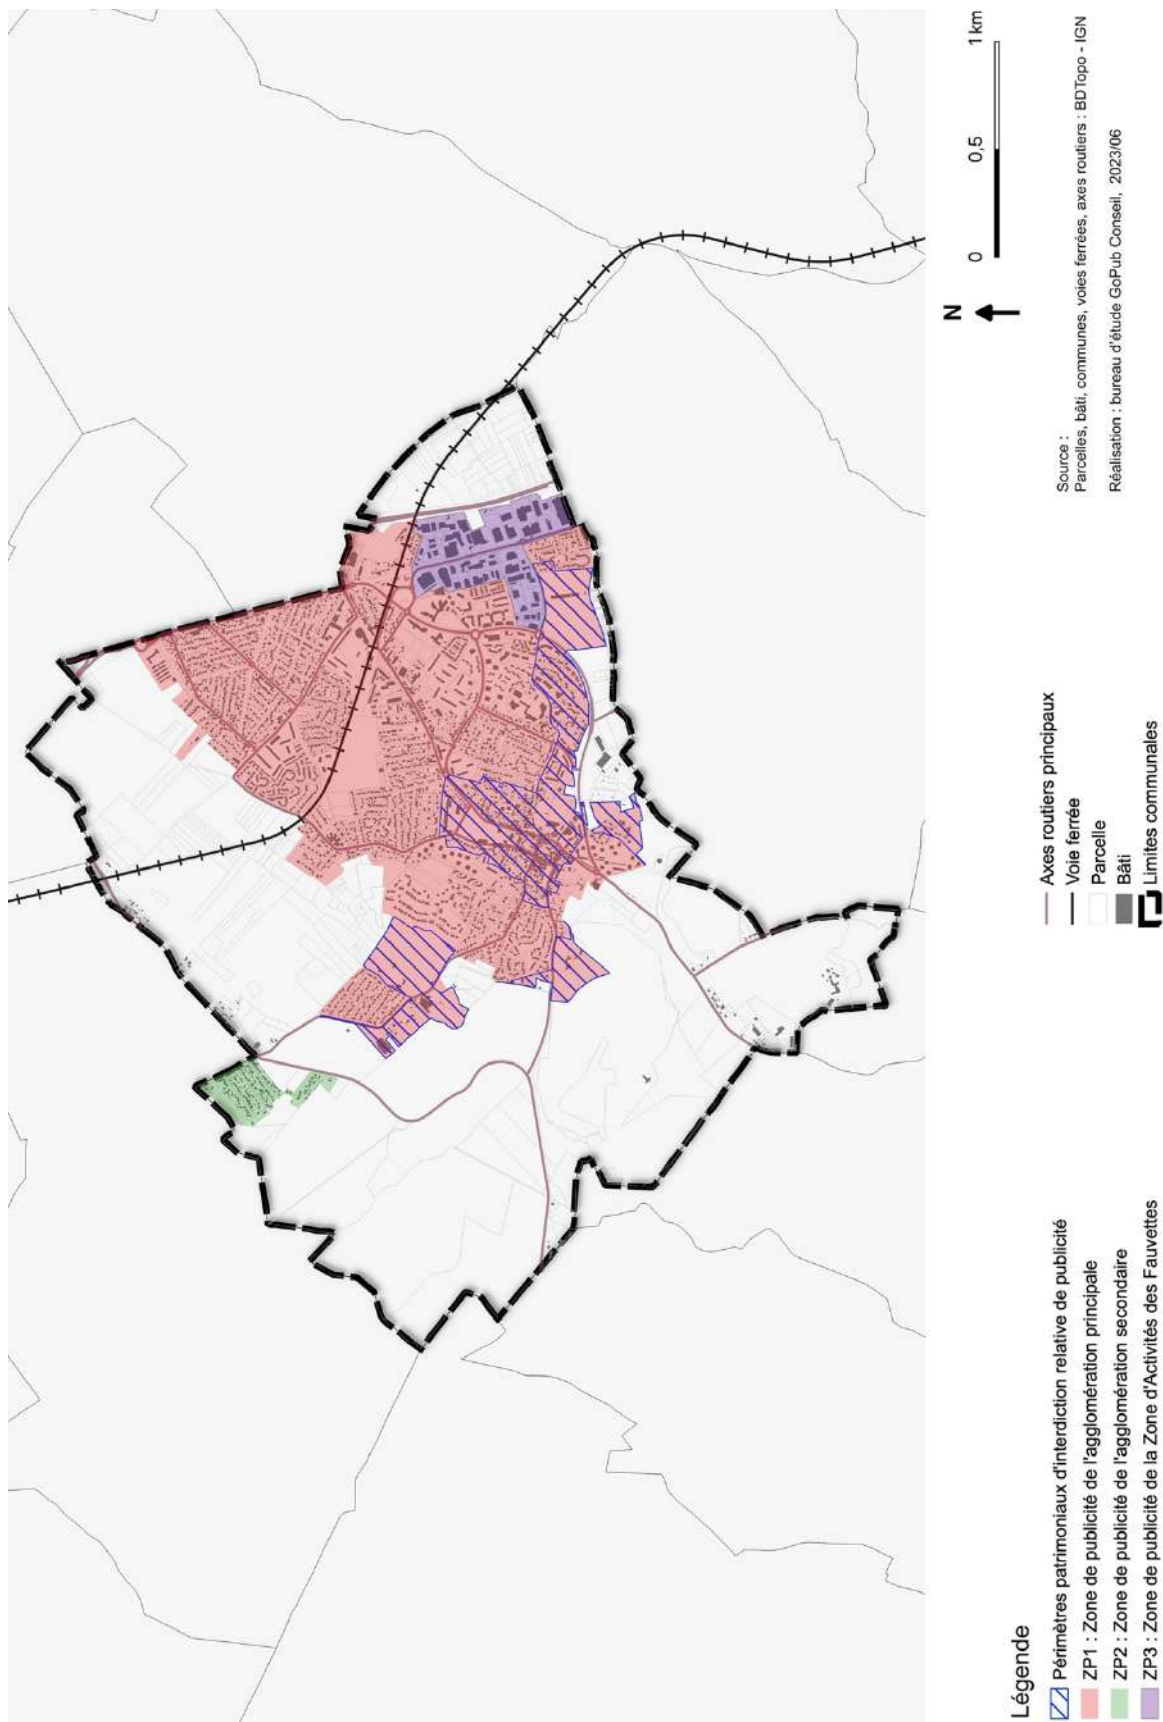 Légende
Périmètres patrimoniaux d'interdiction relative de publicité
ZP1 : Zone de publicité de l'agglomération principale
ZP2 : Zone de publicité de l'agglomération secondaire
ZP3 : Zone de publicité de la Zone d'Activités des Fauvettes
Axes routiers principaux
Voie ferrée
Parcelle
Bâti
Limites communales
N
0 0,5 1 km
Source :
Parcelles, bâti, communes, voies ferrées, axes routiers : BDTopo - IGN
Réalisation : bureau d'étude GoPub Conseil, 2023/06